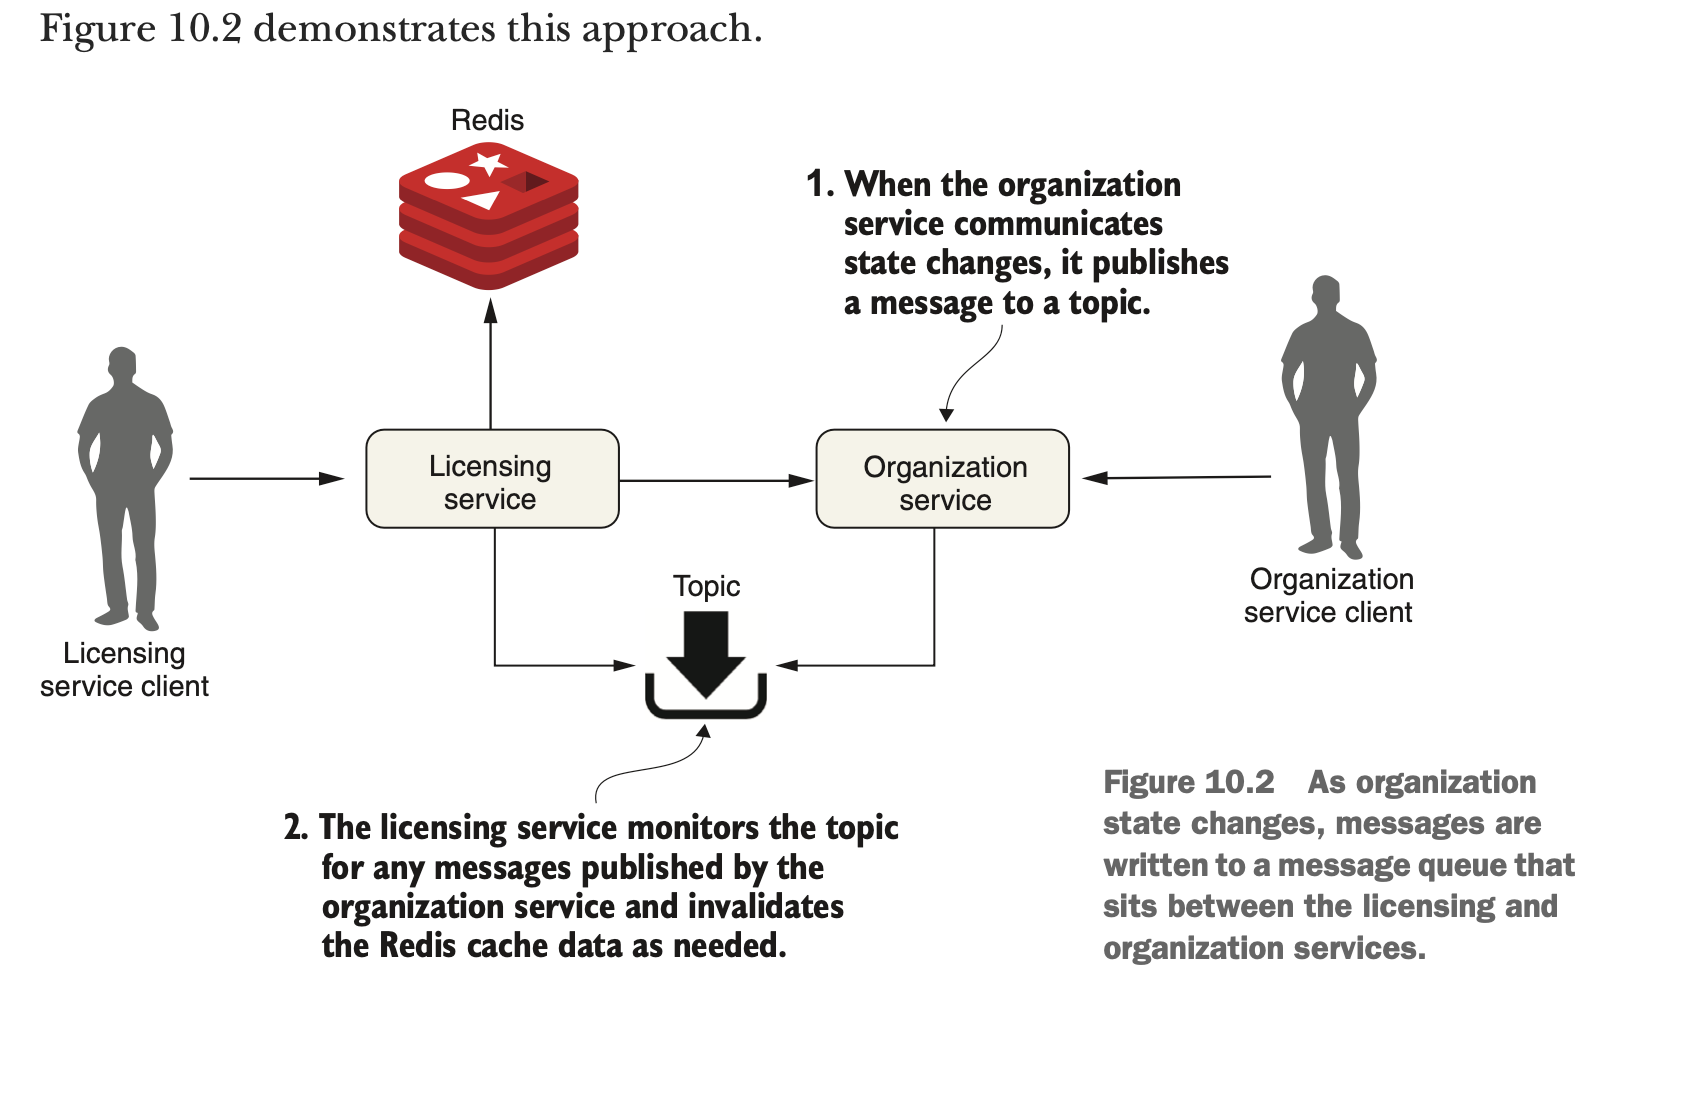 Figure 10.2 demonstrates this approach.
Redis
1. When the organization
service communicates
state changes, it publishes
a message to a topic.
Licensing
service
Organization
service
Topic
Licensing
service client
Organization
service client
2. The licensing service monitors the topic
for any messages published by the
organization service and invalidates
the Redis cache data as needed.
Figure 10.2 As organization
state changes, messages are
written to a message queue that
sits between the licensing and
organization services.